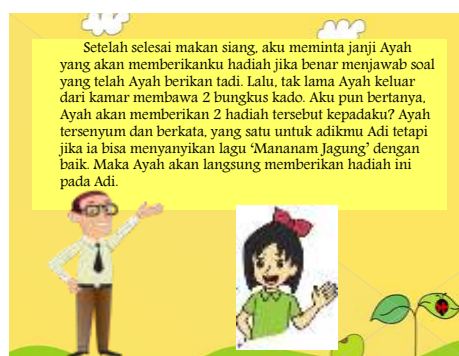 Setelah selesai makan siang, aku meminta janji Ayah
yang akan memberikanku hadiah jika benar menjawab soal
yang telah Ayah berikan tadi. Lalu, tak lama Ayah keluar
dari kamar membawa 2 bungkus kado. Aku pun bertanya,
Ayah akan memberikan 2 hadiah tersebut kepadaku? Ayah
tersenyum dan berkata, yang satu untuk adikmu Adi tetapi
jika ia bisa menyanyikan lagu ‘Mananam Jagung’ dengan
baik. Maka Ayah akan langsung memberikan hadiah ini
pada Adi.